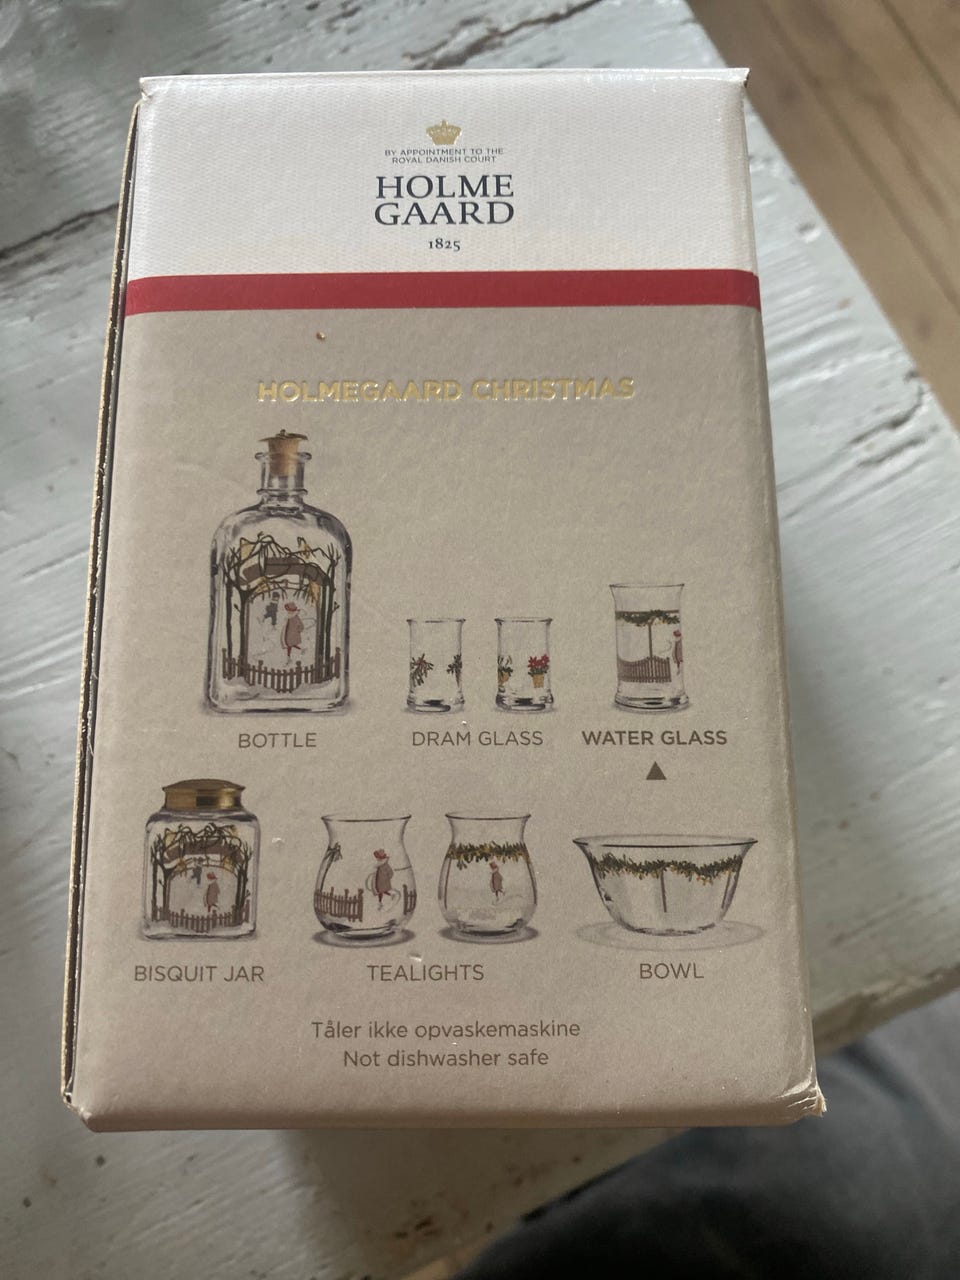 BY APPOINTMENT TO THE
ROYAL DANISH COURT
HOLME
GAARD
1825
HOLMEGAARD CHRISTMAS
BOTTLE
DRAM GLASS
WATER GLASS
BISQUIT JAR
TEALIGHTS
BOWL
Tåler ikke opvaskemaskine
Not dishwasher safe